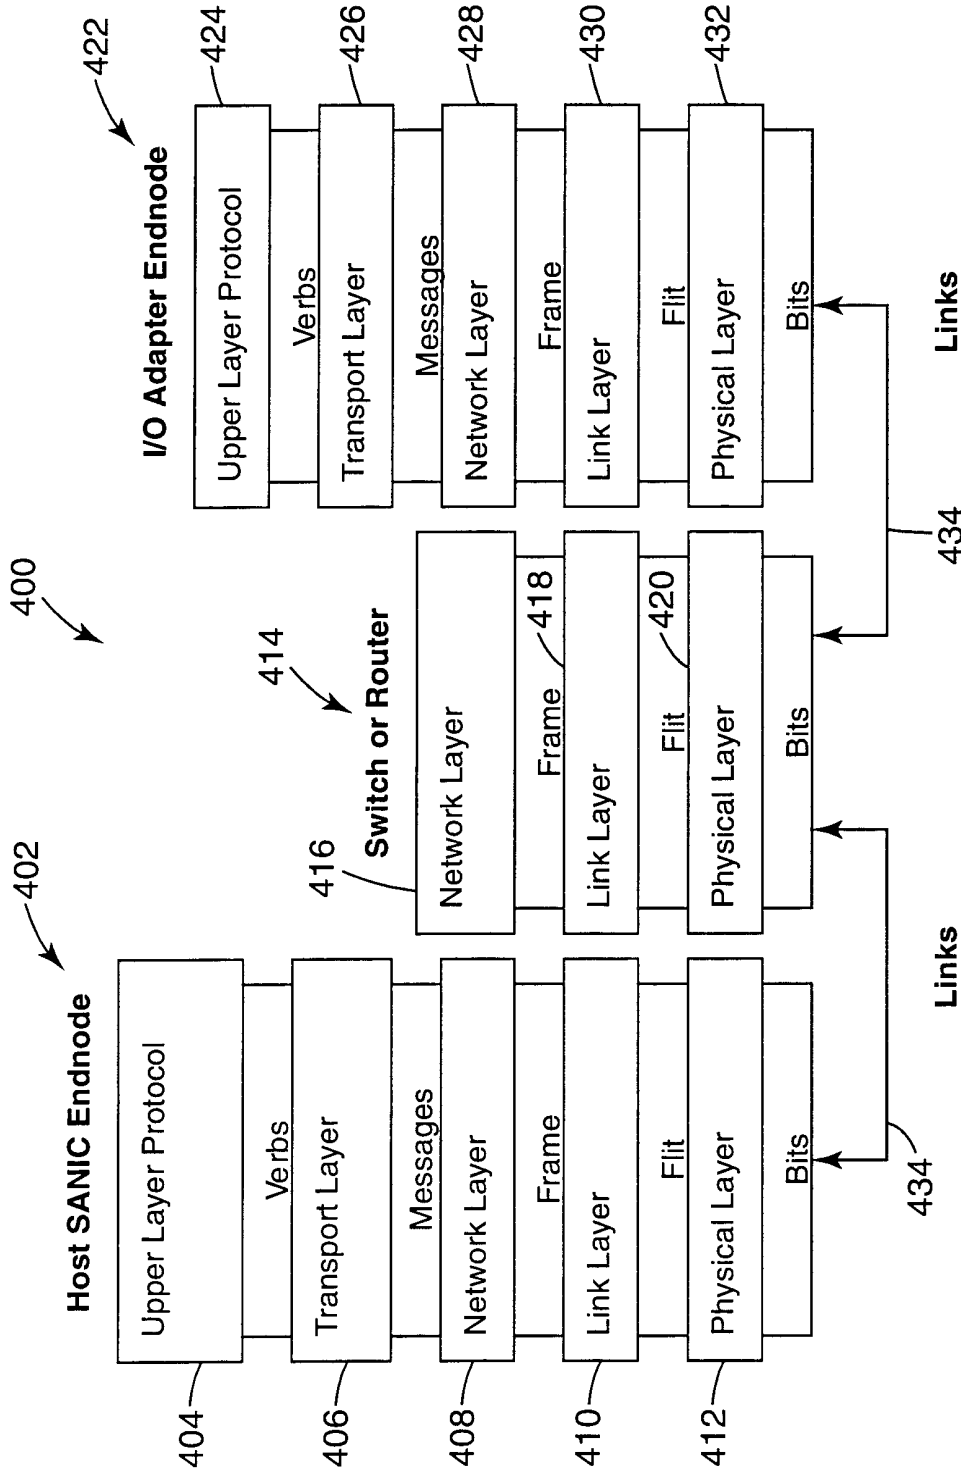 400
402
Host SANIC Endnode
404
Upper Layer Protocol
Verbs
406
Transport Layer
Messages
408
Network Layer
Frame
410
Link Layer
Flit
412
Physical Layer
Bits
414
Switch or Router
416
Network Layer
Frame
418
Link Layer
Flit
420
Physical Layer
Bits
422
I/O Adapter Endnode
424
Upper Layer Protocol
Verbs
426
Transport Layer
Messages
428
Network Layer
Frame
430
Link Layer
Flit
432
Physical Layer
Bits
434
Links
434
Links